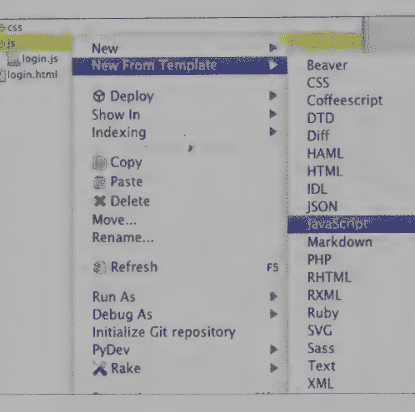 css
js
login.js
login.html
New
New From Template
Deploy
Show In
Indexing
Copy
Paste
Delete
Move...
Rename...
Refresh F5
Run As
Debug As
Initialize Git repository
PyDev
Rake
Beaver
CSS
Coffeescript
DTD
Diff
HAML
HTML
IDL
JSON
JavaScript
Markdown
PHP
RHTML
RXML
Ruby
SVG
Sass
Text
XML